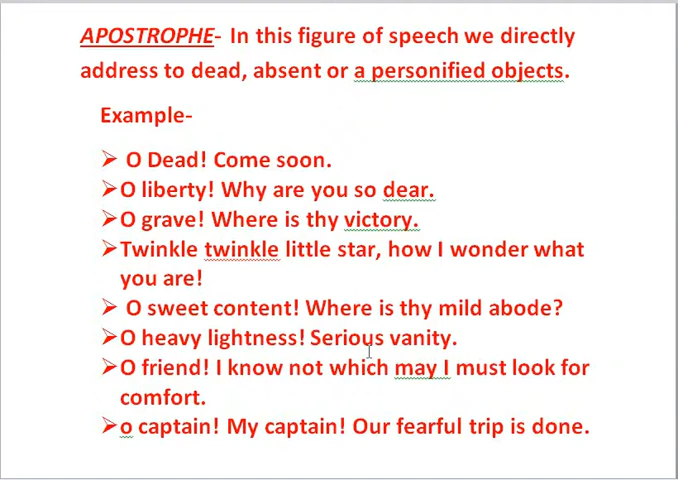 APOSTROPHE- In this figure of speech we directly
address to dead, absent or a personified objects.
Example-
➢ O Dead! Come soon.
➢O liberty! Why are you so dear.
➢O grave! Where is thy victory.
➢Twinkle twinkle little star, how I wonder what
you are!
➢ O sweet content! Where is thy mild abode?
➢O heavy lightness! Serious vanity.
➢O friend! I know not which may I must look for
comfort.
➢o captain! My captain! Our fearful trip is done.